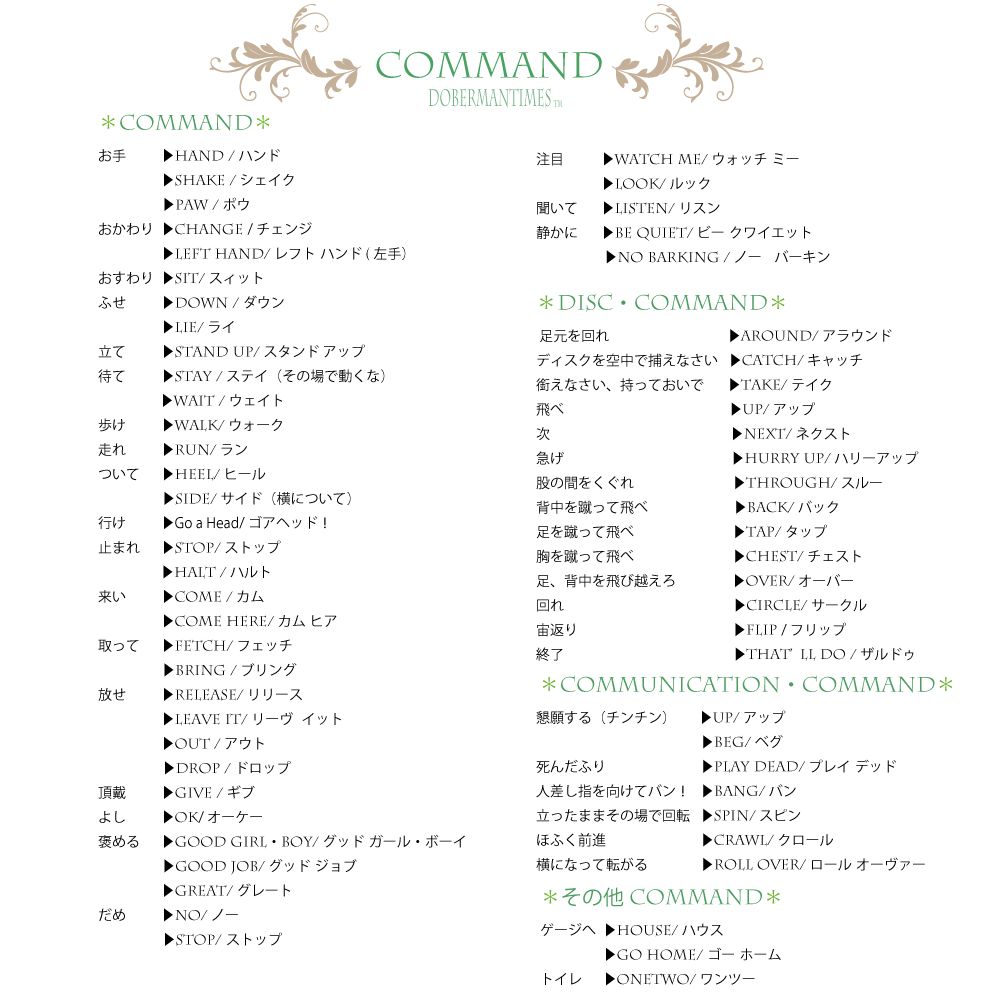 COMMAND
DOBERMANTIMES TM
＊COMMAND＊
お手 ▶HAND / ハンド
▶SHAKE / シェイク
▶PAW / ポウ
おかわり ▶CHANGE / チェンジ
▶LEFT HAND/ レフト ハンド ( 左手）
おすわり ▶SIT/ スィット
ふせ ▶DOWN / ダウン
▶LIE/ ライ
立て ▶STAND UP/ スタンド アップ
待て ▶STAY / ステイ（その場で動くな）
▶WAIT / ウェイト
歩け ▶WALK/ ウォーク
走れ ▶RUN/ ラン
ついて ▶HEEL/ ヒール
▶SIDE/ サイド（横について）
行け ▶Go a Head/ ゴアヘッド！
止まれ ▶STOP/ ストップ
▶HALT / ハルト
来い ▶COME / カム
▶COME HERE/ カム ヒア
取って ▶FETCH/ フェッチ
▶BRING / ブリング
放せ ▶RELEASE/ リリース
▶LEAVE IT/ リーヴ イット
▶OUT / アウト
▶DROP / ドロップ
頂戴 ▶GIVE / ギブ
よし ▶OK/ オーケー
褒める ▶GOOD GIRL・BOY/ グッド ガール・ボーイ
▶GOOD JOB/ グッド ジョブ
▶GREAT/ グレート
だめ ▶NO/ ノー
▶STOP/ ストップ
注目 ▶WATCH ME/ ウォッチ ミー
▶LOOK/ ルック
聞いて ▶LISTEN/ リスン
静かに ▶BE QUIET/ ビー クワイエット
▶NO BARKING / ノー バーキン
＊DISC・COMMAND＊
足元を回れ ▶AROUND/ アラウンド
ディスクを空中で捕えなさい ▶CATCH/ キャッチ
銜えなさい、持っておいで ▶TAKE/ テイク
飛べ ▶UP/ アップ
次 ▶NEXT/ ネクスト
急げ ▶HURRY UP/ ハリーアップ
股の間をくぐれ ▶THROUGH/ スルー
背中を蹴って飛べ ▶BACK/ バック
足を蹴って飛べ ▶TAP/ タップ
胸を蹴って飛べ ▶CHEST/ チェスト
足、背中を飛び越えろ ▶OVER/ オーバー
回れ ▶CIRCLE/ サークル
宙返り ▶FLIP / フリップ
終了 ▶THAT’LL DO / ザルドゥ
＊COMMUNICATION・COMMAND＊
懇願する（チンチン） ▶UP/ アップ
▶BEG/ ベグ
死んだふり ▶PLAY DEAD/ プレイ デッド
人差し指を向けてバン！ ▶BANG/ バン
立ったままその場で回転 ▶SPIN/ スピン
ほふく前進 ▶CRAWL/ クロール
横になって転がる ▶ROLL OVER/ ロール オーヴァー
＊その他 COMMAND＊
ゲージへ ▶HOUSE/ ハウス
▶GO HOME/ ゴー ホーム
トイレ ▶ONETWO/ ワンツー